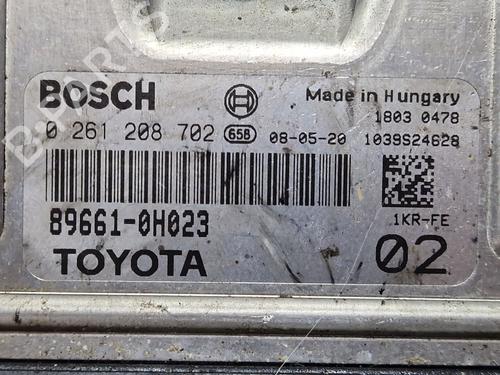 BOSCH
Made in Hungary
1803 0478
0 261 208 702 658 08-05-20 1039S24628
89661-0H023
1KR-FE
TOYOTA
02
B-PARTS